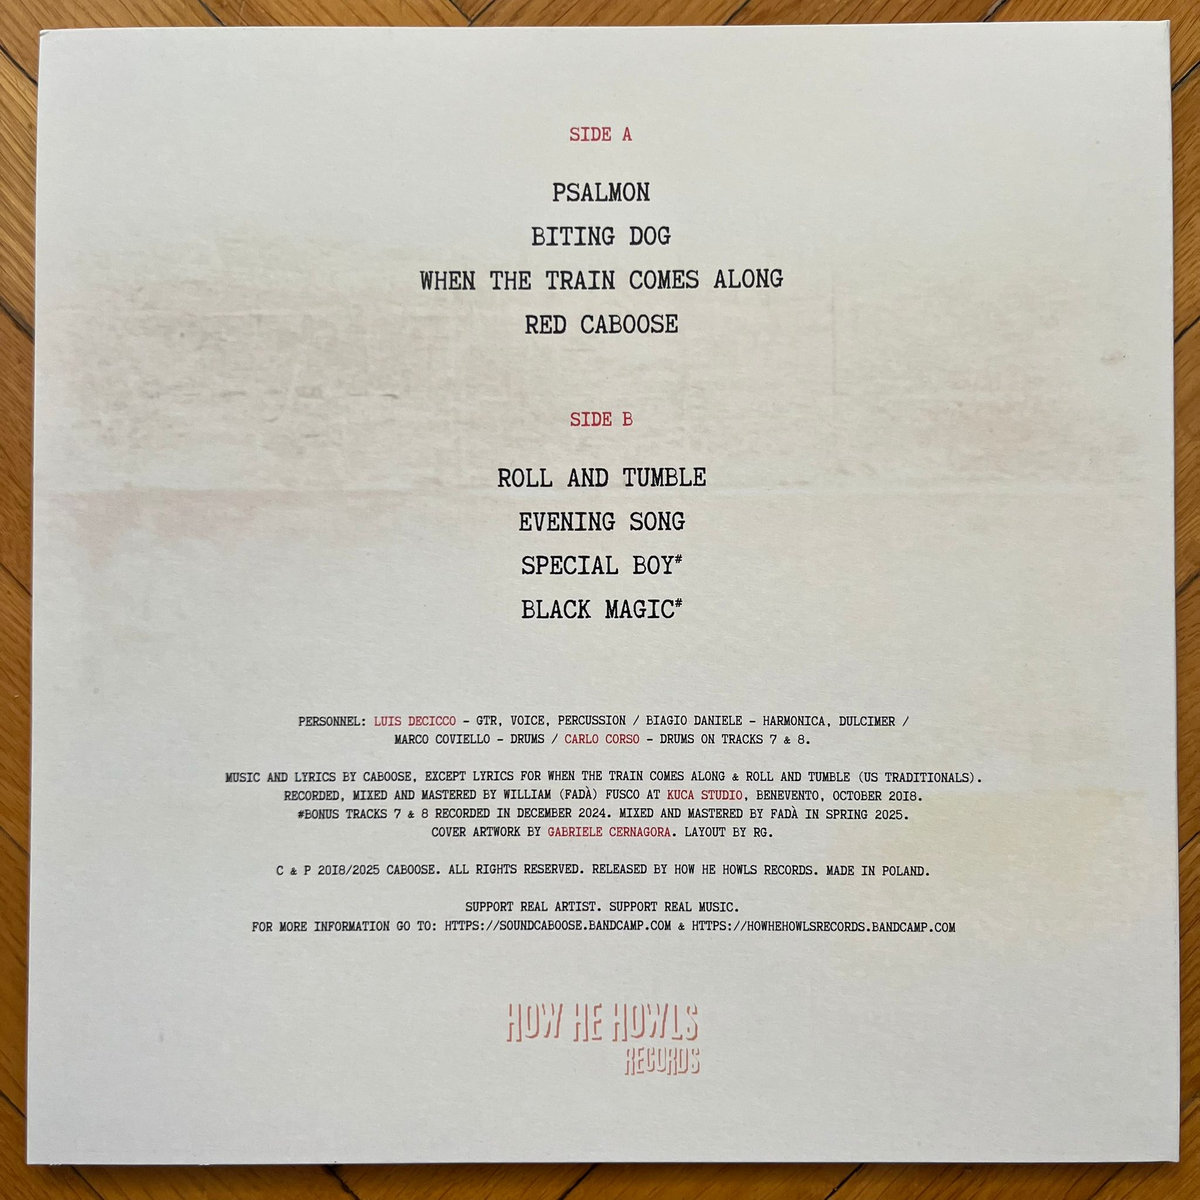 SIDE A
PSALMON
BITING DOG
WHEN THE TRAIN COMES ALONG
RED CABOOSE
SIDE B
ROLL AND TUMBLE
EVENING SONG
SPECIAL BOY#
BLACK MAGIC#
PERSONNEL: LUIS DECICCO - GTR, VOICE, PERCUSSION / BIAGIO DANIELE - HARMONICA, DULCIMER /
MARCO COVIELLO - DRUMS / CARLO CORSO - DRUMS ON TRACKS 7 & 8.
MUSIC AND LYRICS BY CABOOSE, EXCEPT LYRICS FOR WHEN THE TRAIN COMES ALONG & ROLL AND TUMBLE (US TRADITIONALS).
RECORDED, MIXED AND MASTERED BY WILLIAM (FADÀ) FUSCO AT KUCA STUDIO, BENEVENTO, OCTOBER 2018.
#BONUS TRACKS 7 & 8 RECORDED IN DECEMBER 2024. MIXED AND MASTERED BY FADÀ IN SPRING 2025.
COVER ARTWORK BY GABRIELE CERNAGORA. LAYOUT BY RG.
C & P 2018/2025 CABOOSE. ALL RIGHTS RESERVED. RELEASED BY HOW HE HOWLS RECORDS. MADE IN POLAND.
SUPPORT REAL ARTIST. SUPPORT REAL MUSIC.
FOR MORE INFORMATION GO TO: HTTPS://SOUNDCABOOSE.BANDCAMP.COM & HTTPS://HOWHEHOWLSRECORDS.BANDCAMP.COM
HOW HE HOWLS
RECORDS